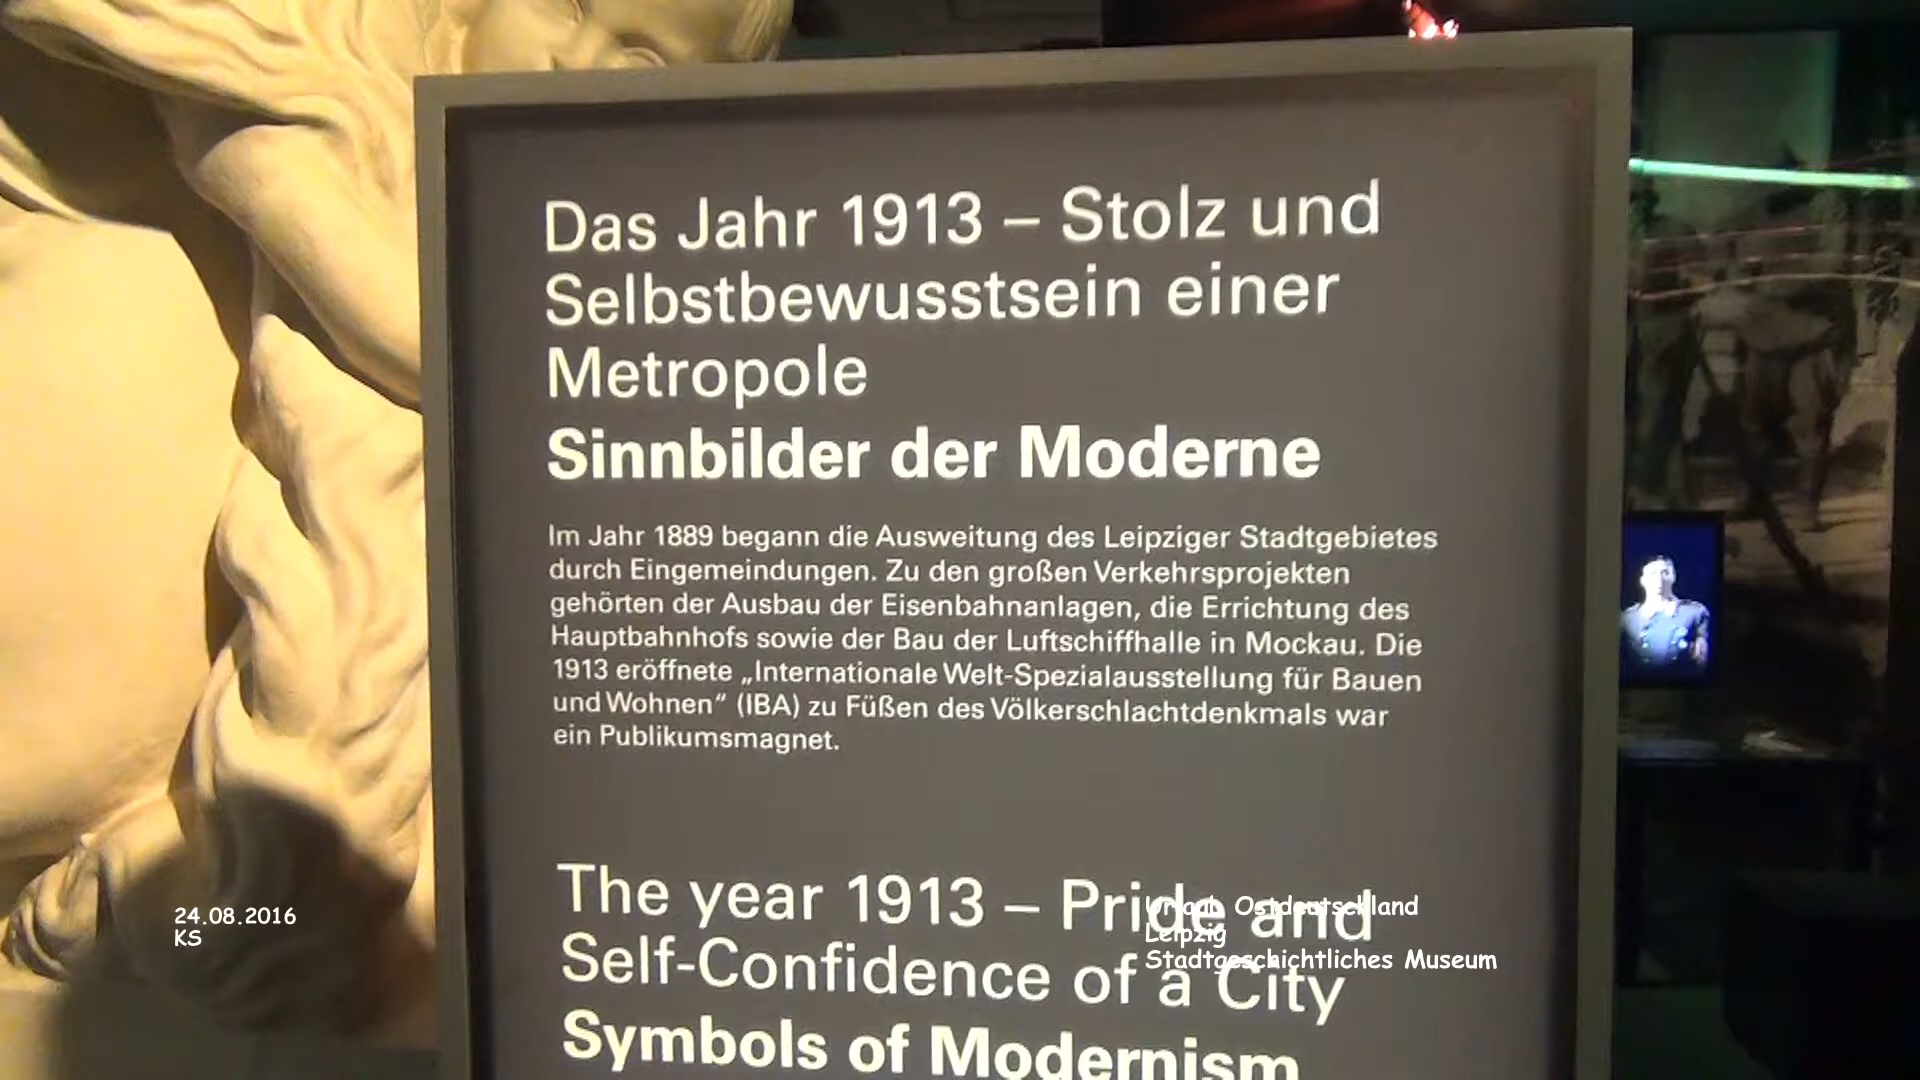 Das Jahr 1913 – Stolz und
Selbstbewusstsein einer
Metropole
Sinnbilder der Moderne
Im Jahr 1889 begann die Ausweitung des Leipziger Stadtgebietes
durch Eingemeindungen. Zu den großen Verkehrsprojekten
gehörten der Ausbau der Eisenbahnanlagen, die Errichtung des
Hauptbahnhofs sowie der Bau der Luftschiffhalle in Mockau. Die
1913 eröffnete „Internationale Welt-Spezialausstellung für Bauen
und Wohnen“ (IBA) zu Füßen des Völkerschlachtdenkmals war
ein Publikumsmagnet.
The year 1913 – Pride and
Self-Confidence of a City
Symbols of Modernism
24.08.2016
KS
Urlaub Ostdeutschland
Leipzig
Stadtgeschichtliches Museum